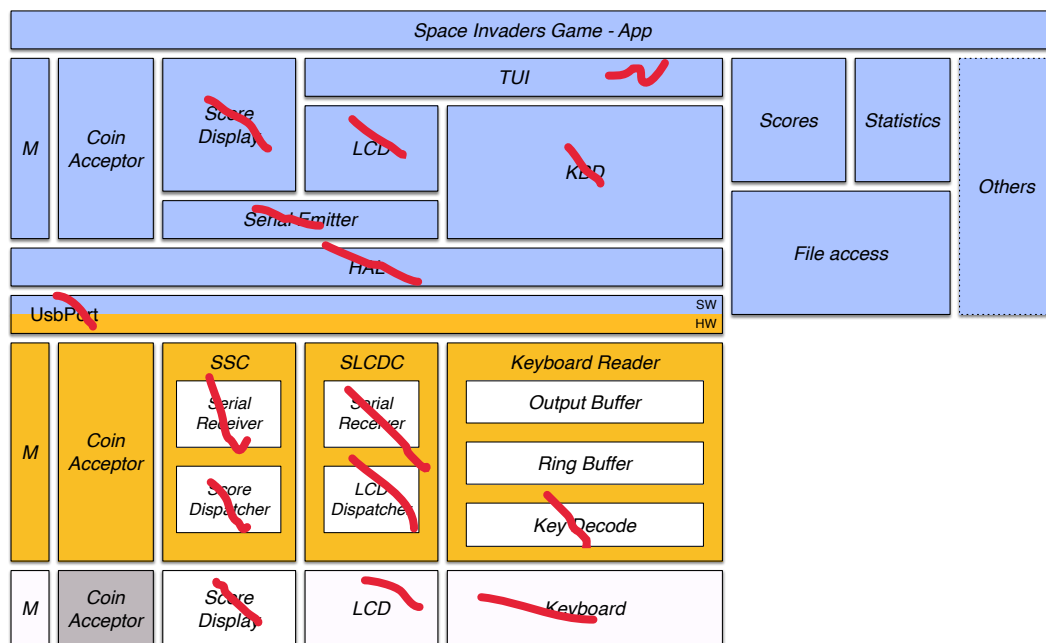 Space Invaders Game - App
M
Coin
Acceptor
Score
Display
TUI
LCD
KBD
Serial Emitter
Scores
Statistics
Others
File access
HAL
UsbPort
SW
HW
M
Coin
Acceptor
SSC
Serial
Receiver
Score
Dispatcher
SLCDC
Serial
Receiver
LCD
Dispatcher
Keyboard Reader
Output Buffer
Ring Buffer
Key Decode
M
Coin
Acceptor
Score
Display
LCD
Keyboard